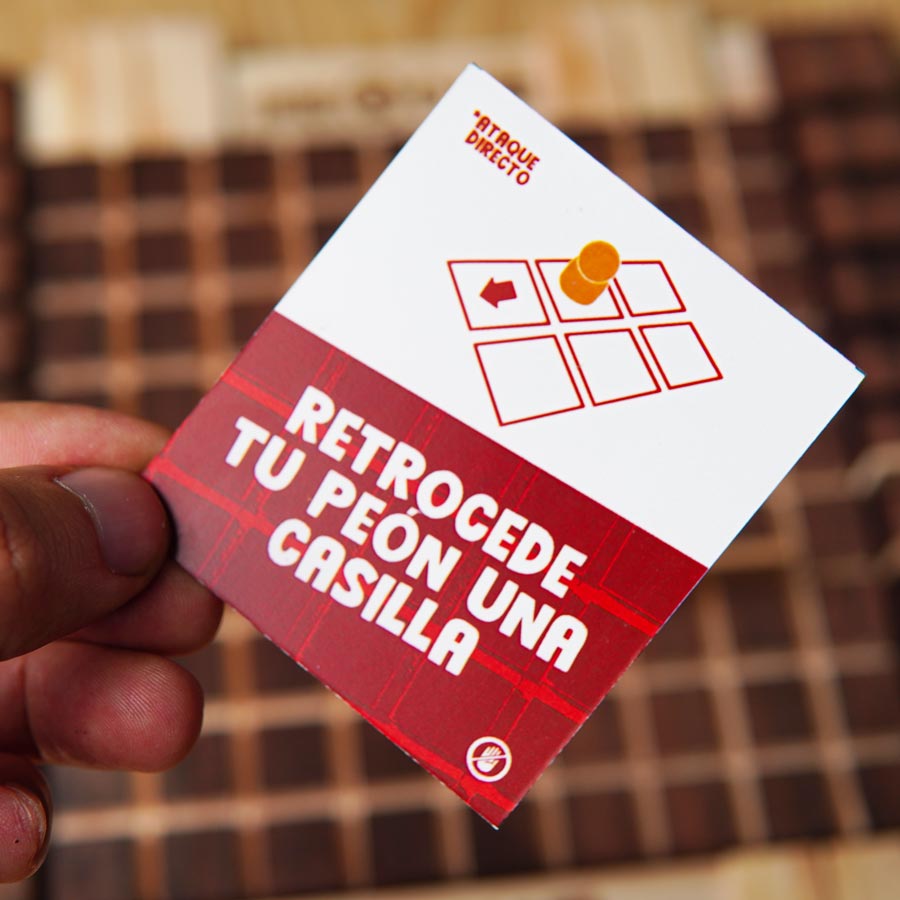 *ATAQUE
DIRECTO
RETROCEDE
TU PEÓN UNA
CASILLA